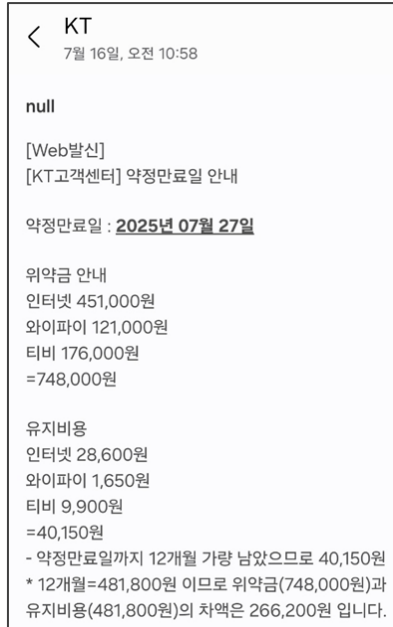 KT
7월 16일, 오전 10:58
null
[Web발신]
[KT고객센터] 약정만료일 안내
약정만료일 : 2025년 07월 27일
위약금 안내
인터넷 451,000원
와이파이 121,000원
티비 176,000원
=748,000원
유지비용
인터넷 28,600원
와이파이 1,650원
티비 9,900원
=40,150원
- 약정만료일까지 12개월 가량 남았으므로 40,150원
* 12개월=481,800원 이므로 위약금(748,000원)과
유지비용(481,800원)의 차액은 266,200원 입니다.